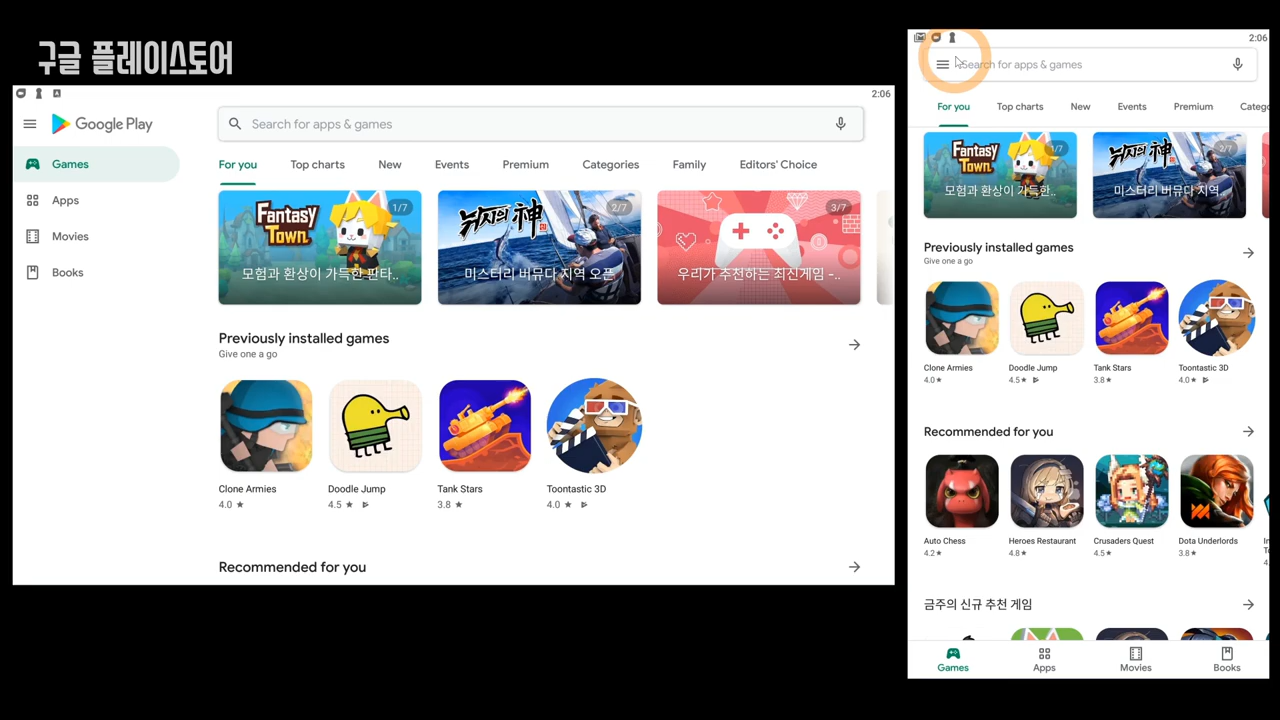 구글 플레이스토어
2:06
Google Play
Search for apps & games
Games
Apps
Movies
Books
For you
Top charts
New
Events
Premium
Categories
Family
Editors' Choice
Fantasy Town
1/7
모험과 환상이 가득한 판타..
낚시의 神
2/7
미스터리 버뮤다 지역 오픈
3/7
우리가 추천하는 최신게임 -..
Previously installed games
Give one a go
Clone Armies
4.0
Doodle Jump
4.5
Tank Stars
3.8
Toontastic 3D
4.0
Recommended for you
2:06
Search for apps & games
For you
Top charts
New
Events
Premium
Categ
Fantasy Town
1/7
모험과 환상이 가득한..
낚시의 神
2/7
미스터리 버뮤다 지역..
Previously installed games
Give one a go
Clone Armies
4.0
Doodle Jump
4.5
Tank Stars
3.8
Toontastic 3D
4.0
Recommended for you
Auto Chess
4.2
Heroes Restaurant
4.8
Crusaders Quest
4.5
Dota Underlords
3.8
금주의 신규 추천 게임
Games
Apps
Movies
Books